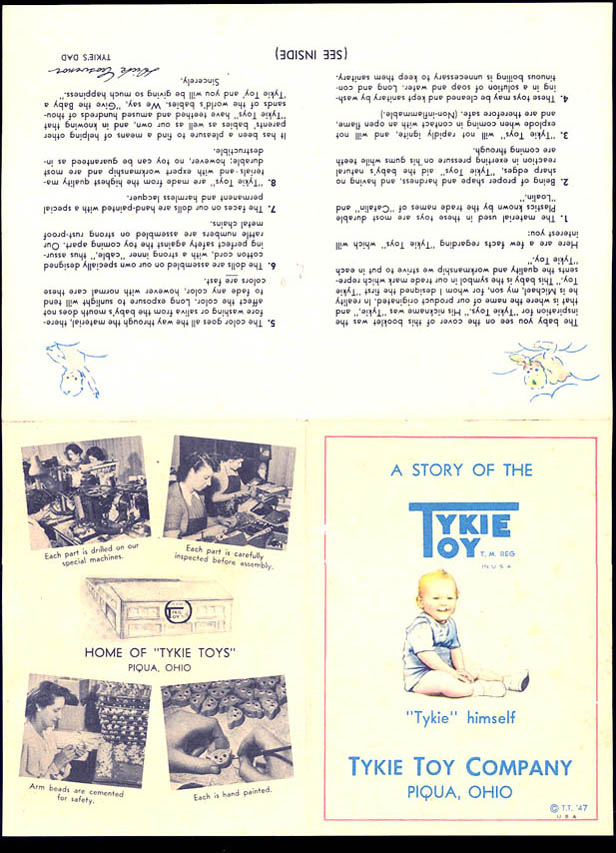 The baby you see on the cover of this booklet was the
inspiration for "Tykie Toys." His nickname was "Tykie," and
that is where the name of our product originated. In reality
he is Michael, my son, for whom I designed the first "Tykie
Toy." This baby is the symbol in our trade mark which repre-
sents the quality and workmanship we strive to put in each
"Tykie Toy."
Here are a few facts regarding "Tykie Toys" which will
interest you:
1. The material used in these toys are most durable
Plastics known by the trade names of "Catalin" and
"Loalin."
2. Being of proper shape and hardness, and having no
sharp edges, "Tykie Toys" aid the baby's natural
reaction in exerting pressure on his gums while teeth
are coming through.
3. "Tykie Toys" will not rapidly ignite, and will not
explode when coming in contact with an open flame,
and are therefore safe. (Non-inflammable.)
4. These toys may be cleaned and kept sanitary by wash-
ing in a solution of soap and water. Long and con-
tinuous boiling is unnecessary to keep them sanitary.
(SEE INSIDE)
5. The color goes all the way through the material, there-
fore washing or saliva from the baby's mouth does not
affect the color. Long exposure to sunlight will tend
to fade any color, however with normal care these
colors are fast.
6. The dolls are assembled on our own specially designed
cotton cord, with a strong inner "cable," thus assur-
ing perfect safety against the toy coming apart. Our
rattle numbers are assembled on strong rust-proof
metal chains.
7. The faces on our dolls are hand-painted with a special
permanent and harmless lacquer.
8. "Tykie Toys" are made from the highest quality ma-
terials and with expert workmanship and are most
durable; however, no toy can be guaranteed as in-
destructible.
It has been a pleasure to find a means of helping other
parents' babies as well as our own, and in knowing that
"Tykie Toys" have teethed and amused hundreds of thou-
sands of the world's babies. We say, "Give the baby a
'Tykie Toy' and you will be giving so much happiness."
Sincerely,
TYKIE'S DAD
Each part is drilled on our
special machines.
Each part is carefully
inspected before assembly.
TYKIE TOY
HOME OF "TYKIE TOYS"
PIQUA, OHIO
Arm beads are cemented
for safety.
Each is hand painted.
A STORY OF THE
TYKIE
TOY T. M. REG
IN U.S.A
"Tykie" himself
TYKIE TOY COMPANY
PIQUA, OHIO
© T.T. '47
U S A